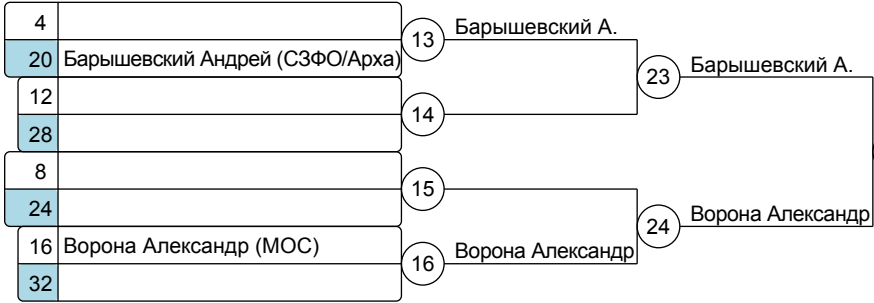 4
20 Барышевский Андрей (СЗФО/Арха)
12
28
8
24
16 Ворона Александр (МОС)
32
13 Барышевский А.
14
15
16 Ворона Александр
23 Барышевский А.
24 Ворона Александр